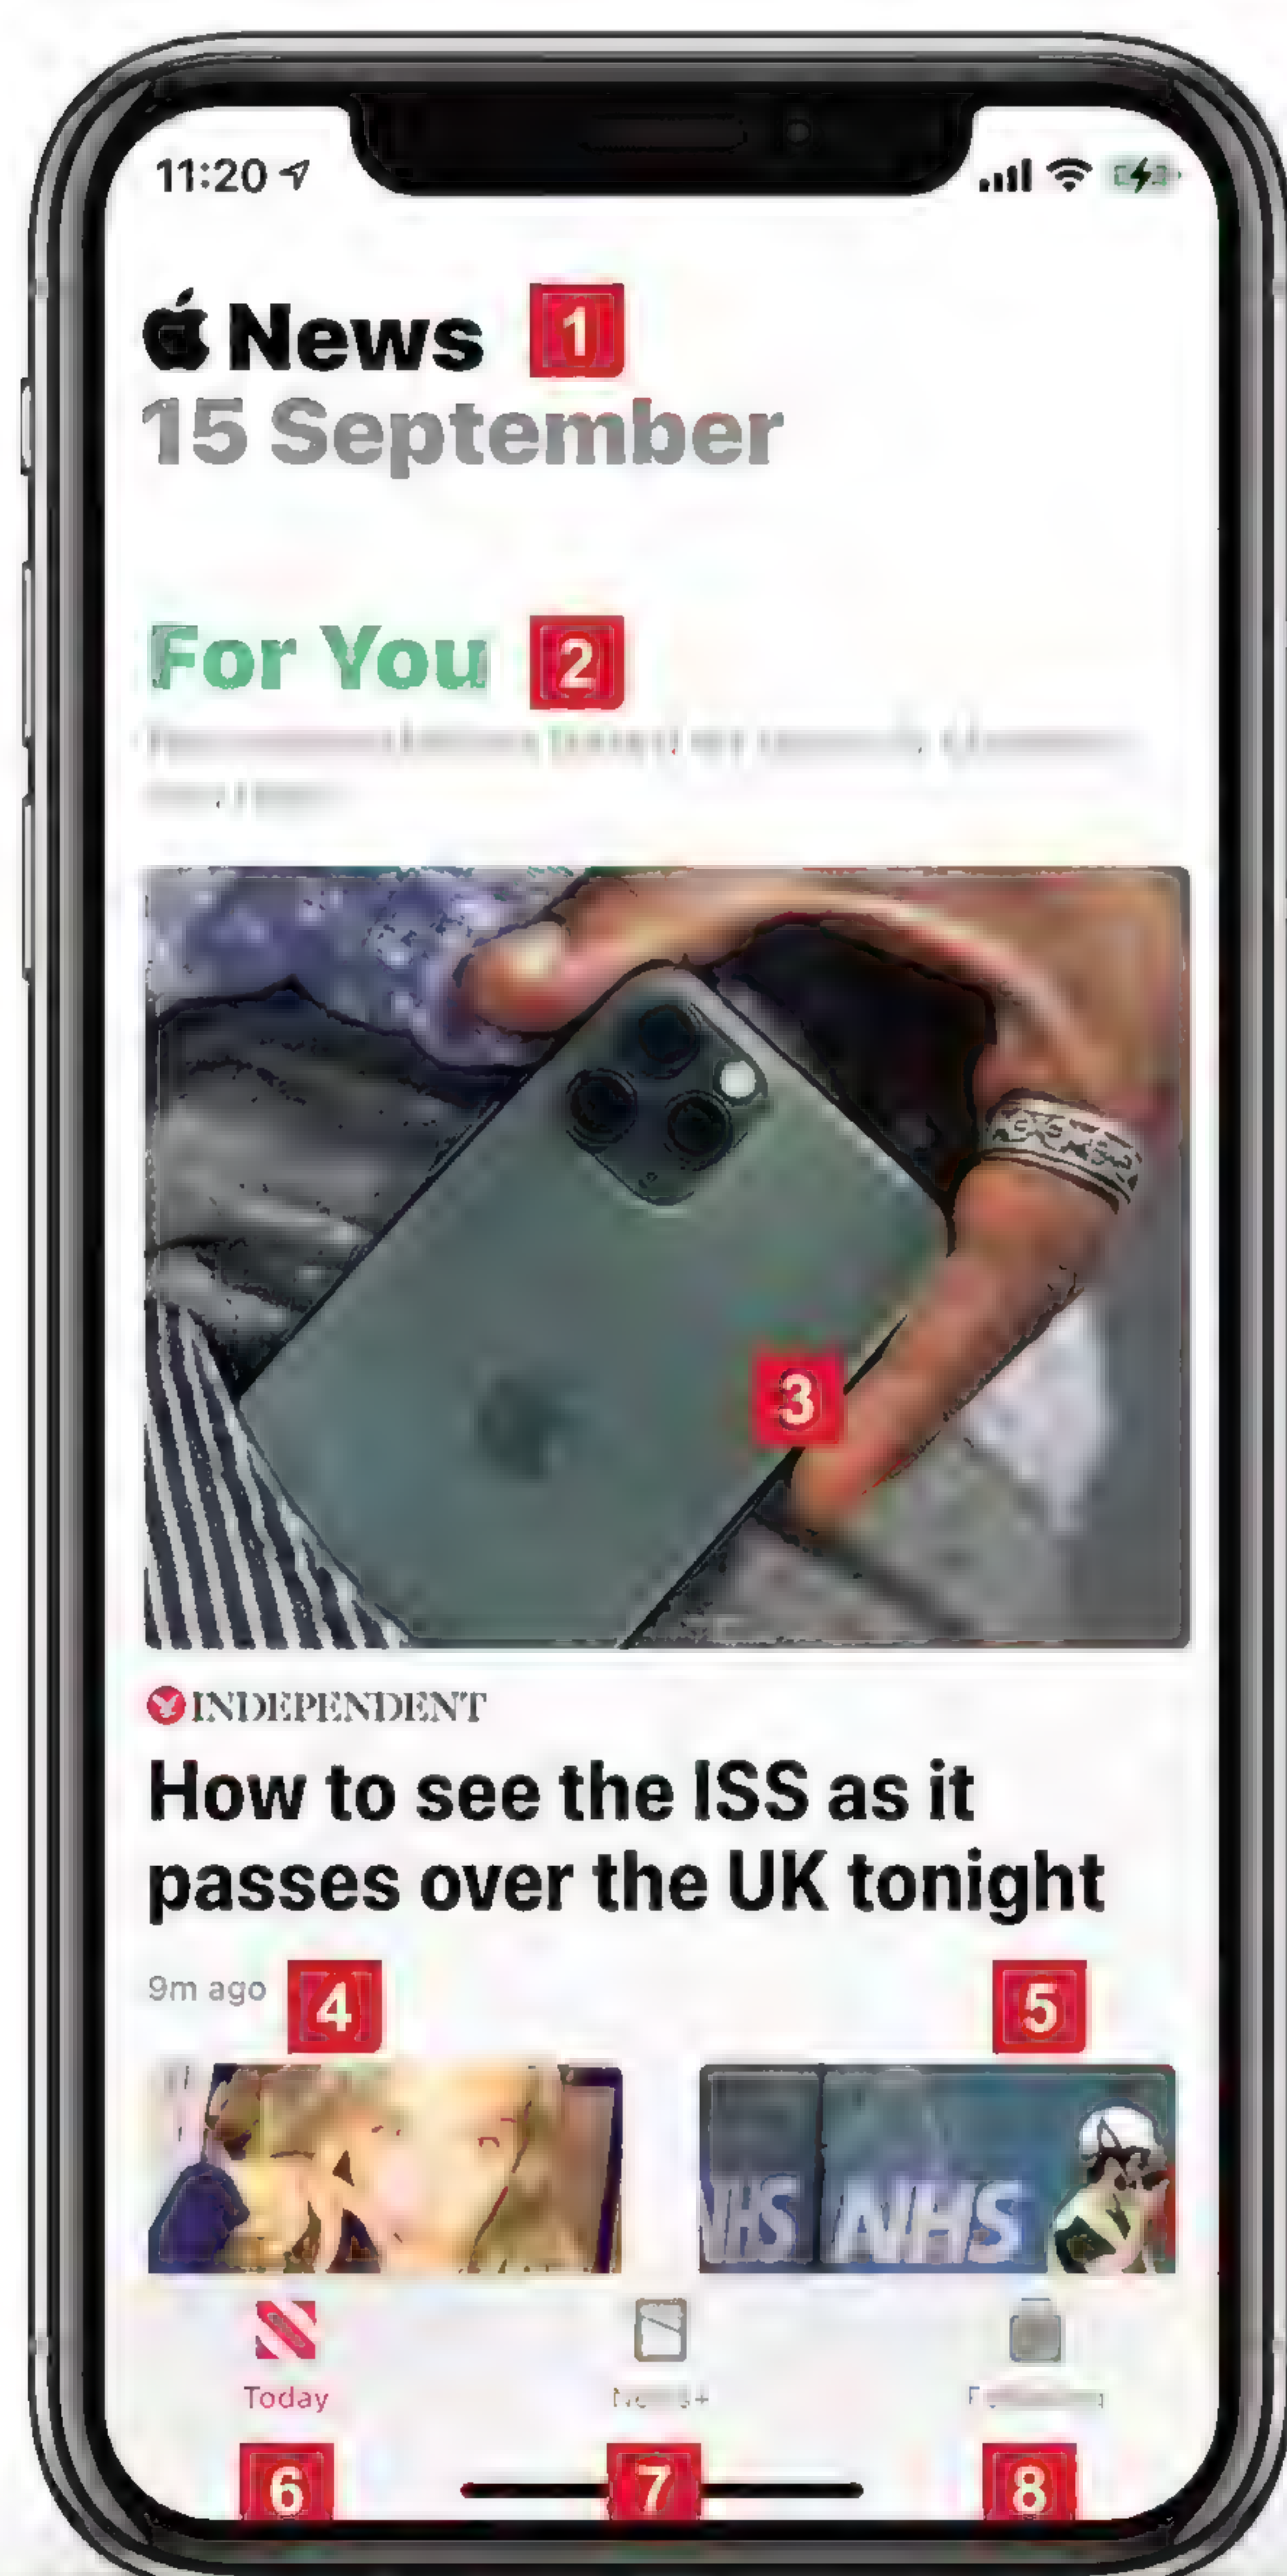 11:20
News 1
15 September
For You 2
3
INDEPENDENT
How to see the ISS as it
passes over the UK tonight
9m ago 4 5
NHS NHS
Today
6 7 8